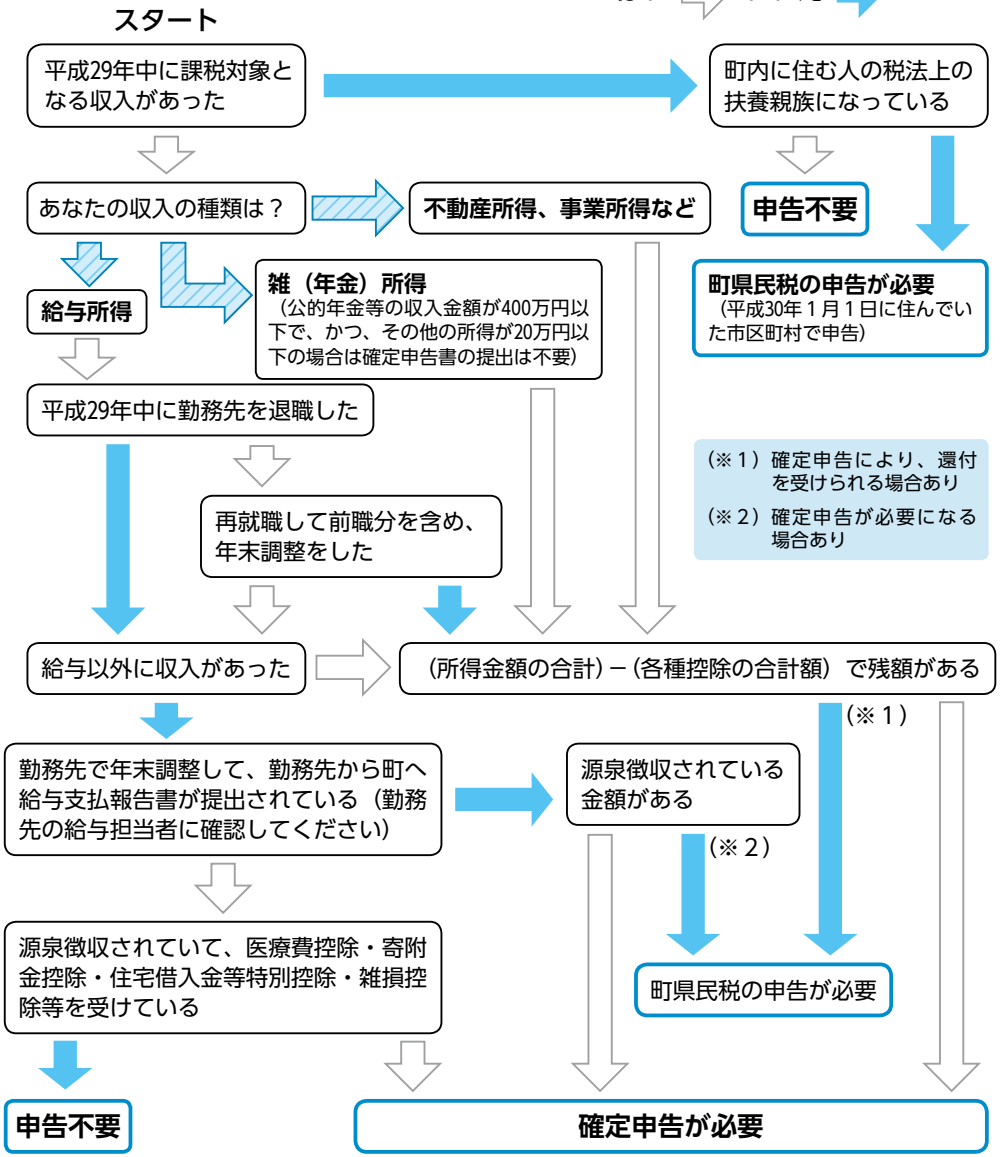 スタート
平成29年中に課税対象と
なる収入があった
町内に住む人の税法上の
扶養親族になっている
あなたの収入の種類は？
不動産所得、事業所得など
申告不要
給与所得
雑（年金）所得
（公的年金等の収入金額が400万円以
下で、かつ、その他の所得が20万円以
下の場合は確定申告書の提出は不要）
町県民税の申告が必要
（平成30年１月１日に住んでい
た市区町村で申告）
平成29年中に勤務先を退職した
（※１）確定申告により、還付
を受けられる場合あり
（※２）確定申告が必要になる
場合あり
再就職して前職分を含め、
年末調整をした
給与以外に収入があった
（所得金額の合計）－（各種控除の合計額）で残額がある
（※１）
勤務先で年末調整して、勤務先から町へ
給与支払報告書が提出されている（勤務
先の給与担当者に確認してください）
源泉徴収されている
金額がある
（※２）
源泉徴収されていて、医療費控除・寄附
金控除・住宅借入金等特別控除・雑損控
除等を受けている
町県民税の申告が必要
申告不要
確定申告が必要